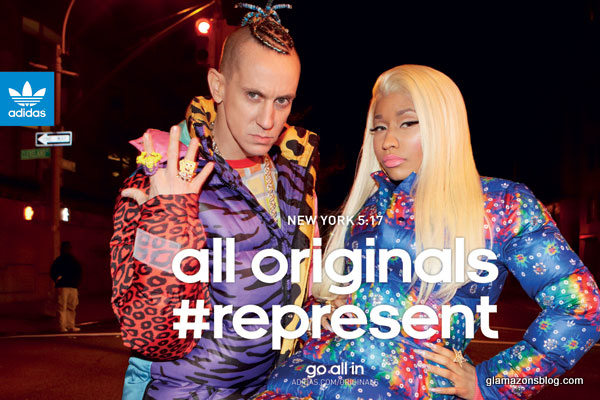 adidas
NEW YORK 5:17
all originals
#represent
go all in
ADIDAS.COM/ORIGINALS
glamazonsblog.com